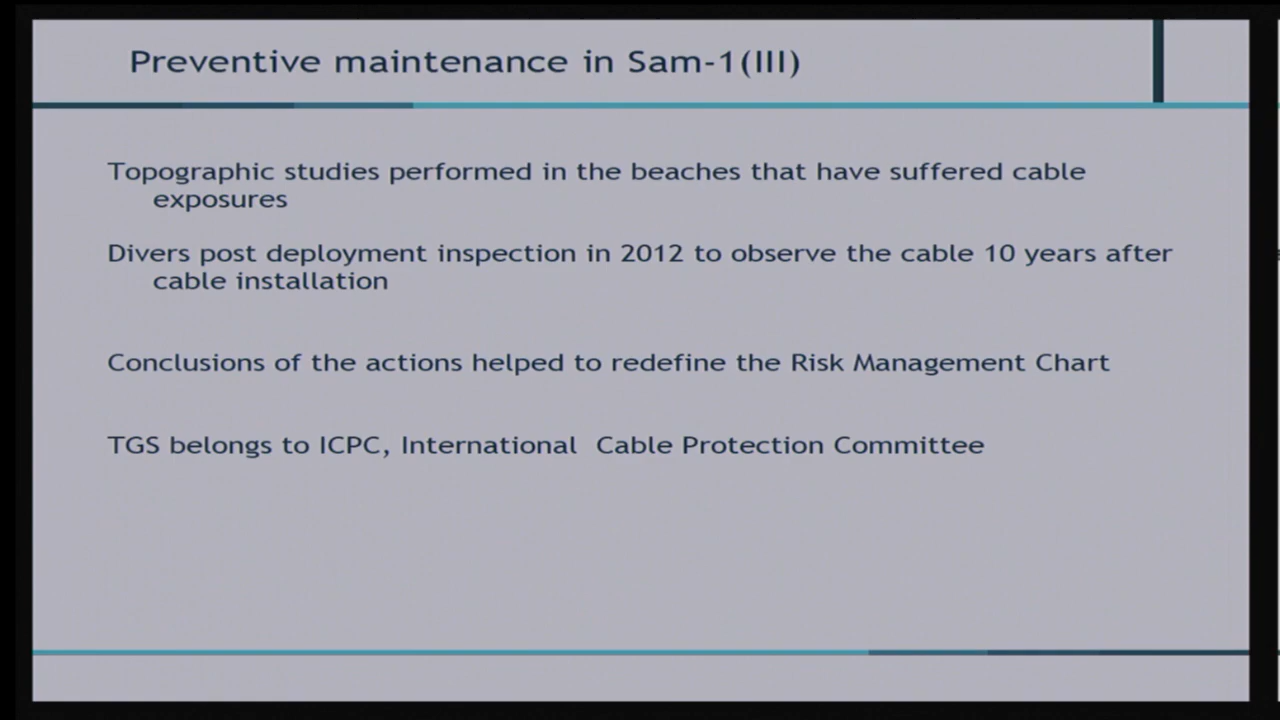 Preventive maintenance in Sam-1(III)
Topographic studies performed in the beaches that have suffered cable
exposures
Divers post deployment inspection in 2012 to observe the cable 10 years after
cable installation
Conclusions of the actions helped to redefine the Risk Management Chart
TGS belongs to ICPC, International  Cable Protection Committee